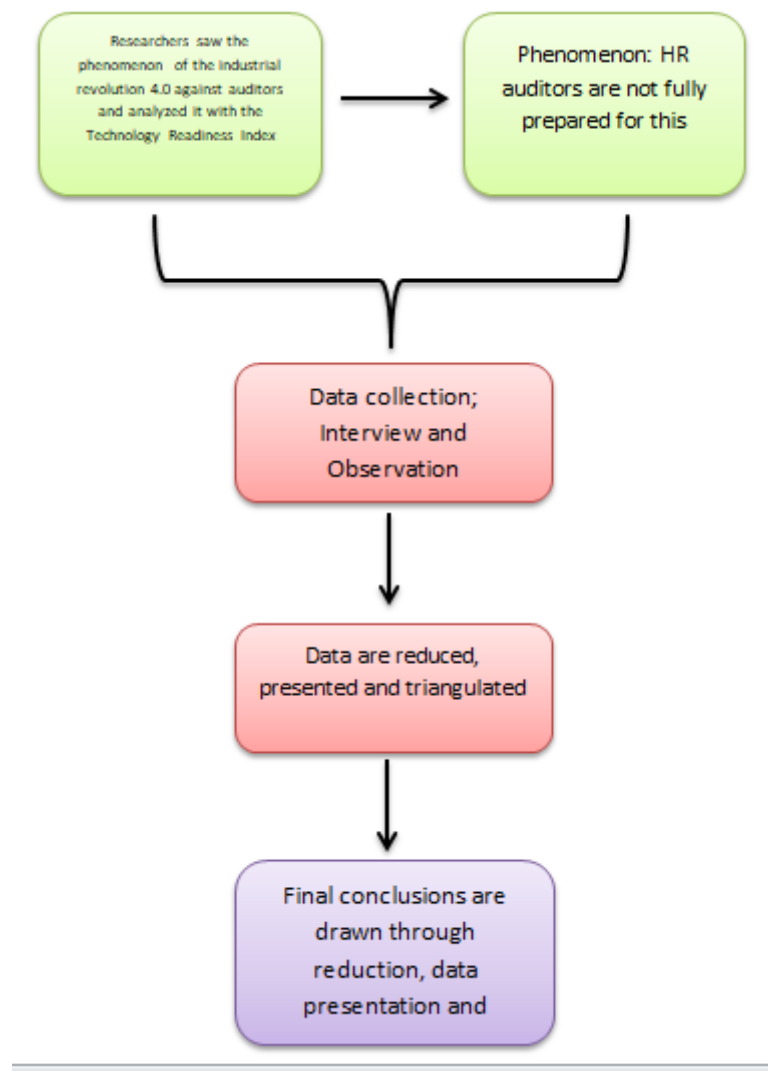 Researchers saw the
phenomenon of the industrial
revolution 4.0 against auditors
and analyzed it with the
Technology Readiness Index
Phenomenon: HR
auditors are not fully
prepared for this
Data collection;
Interview and
Observation
Data are reduced,
presented and triangulated
Final conclusions are
drawn through
reduction, data
presentation and